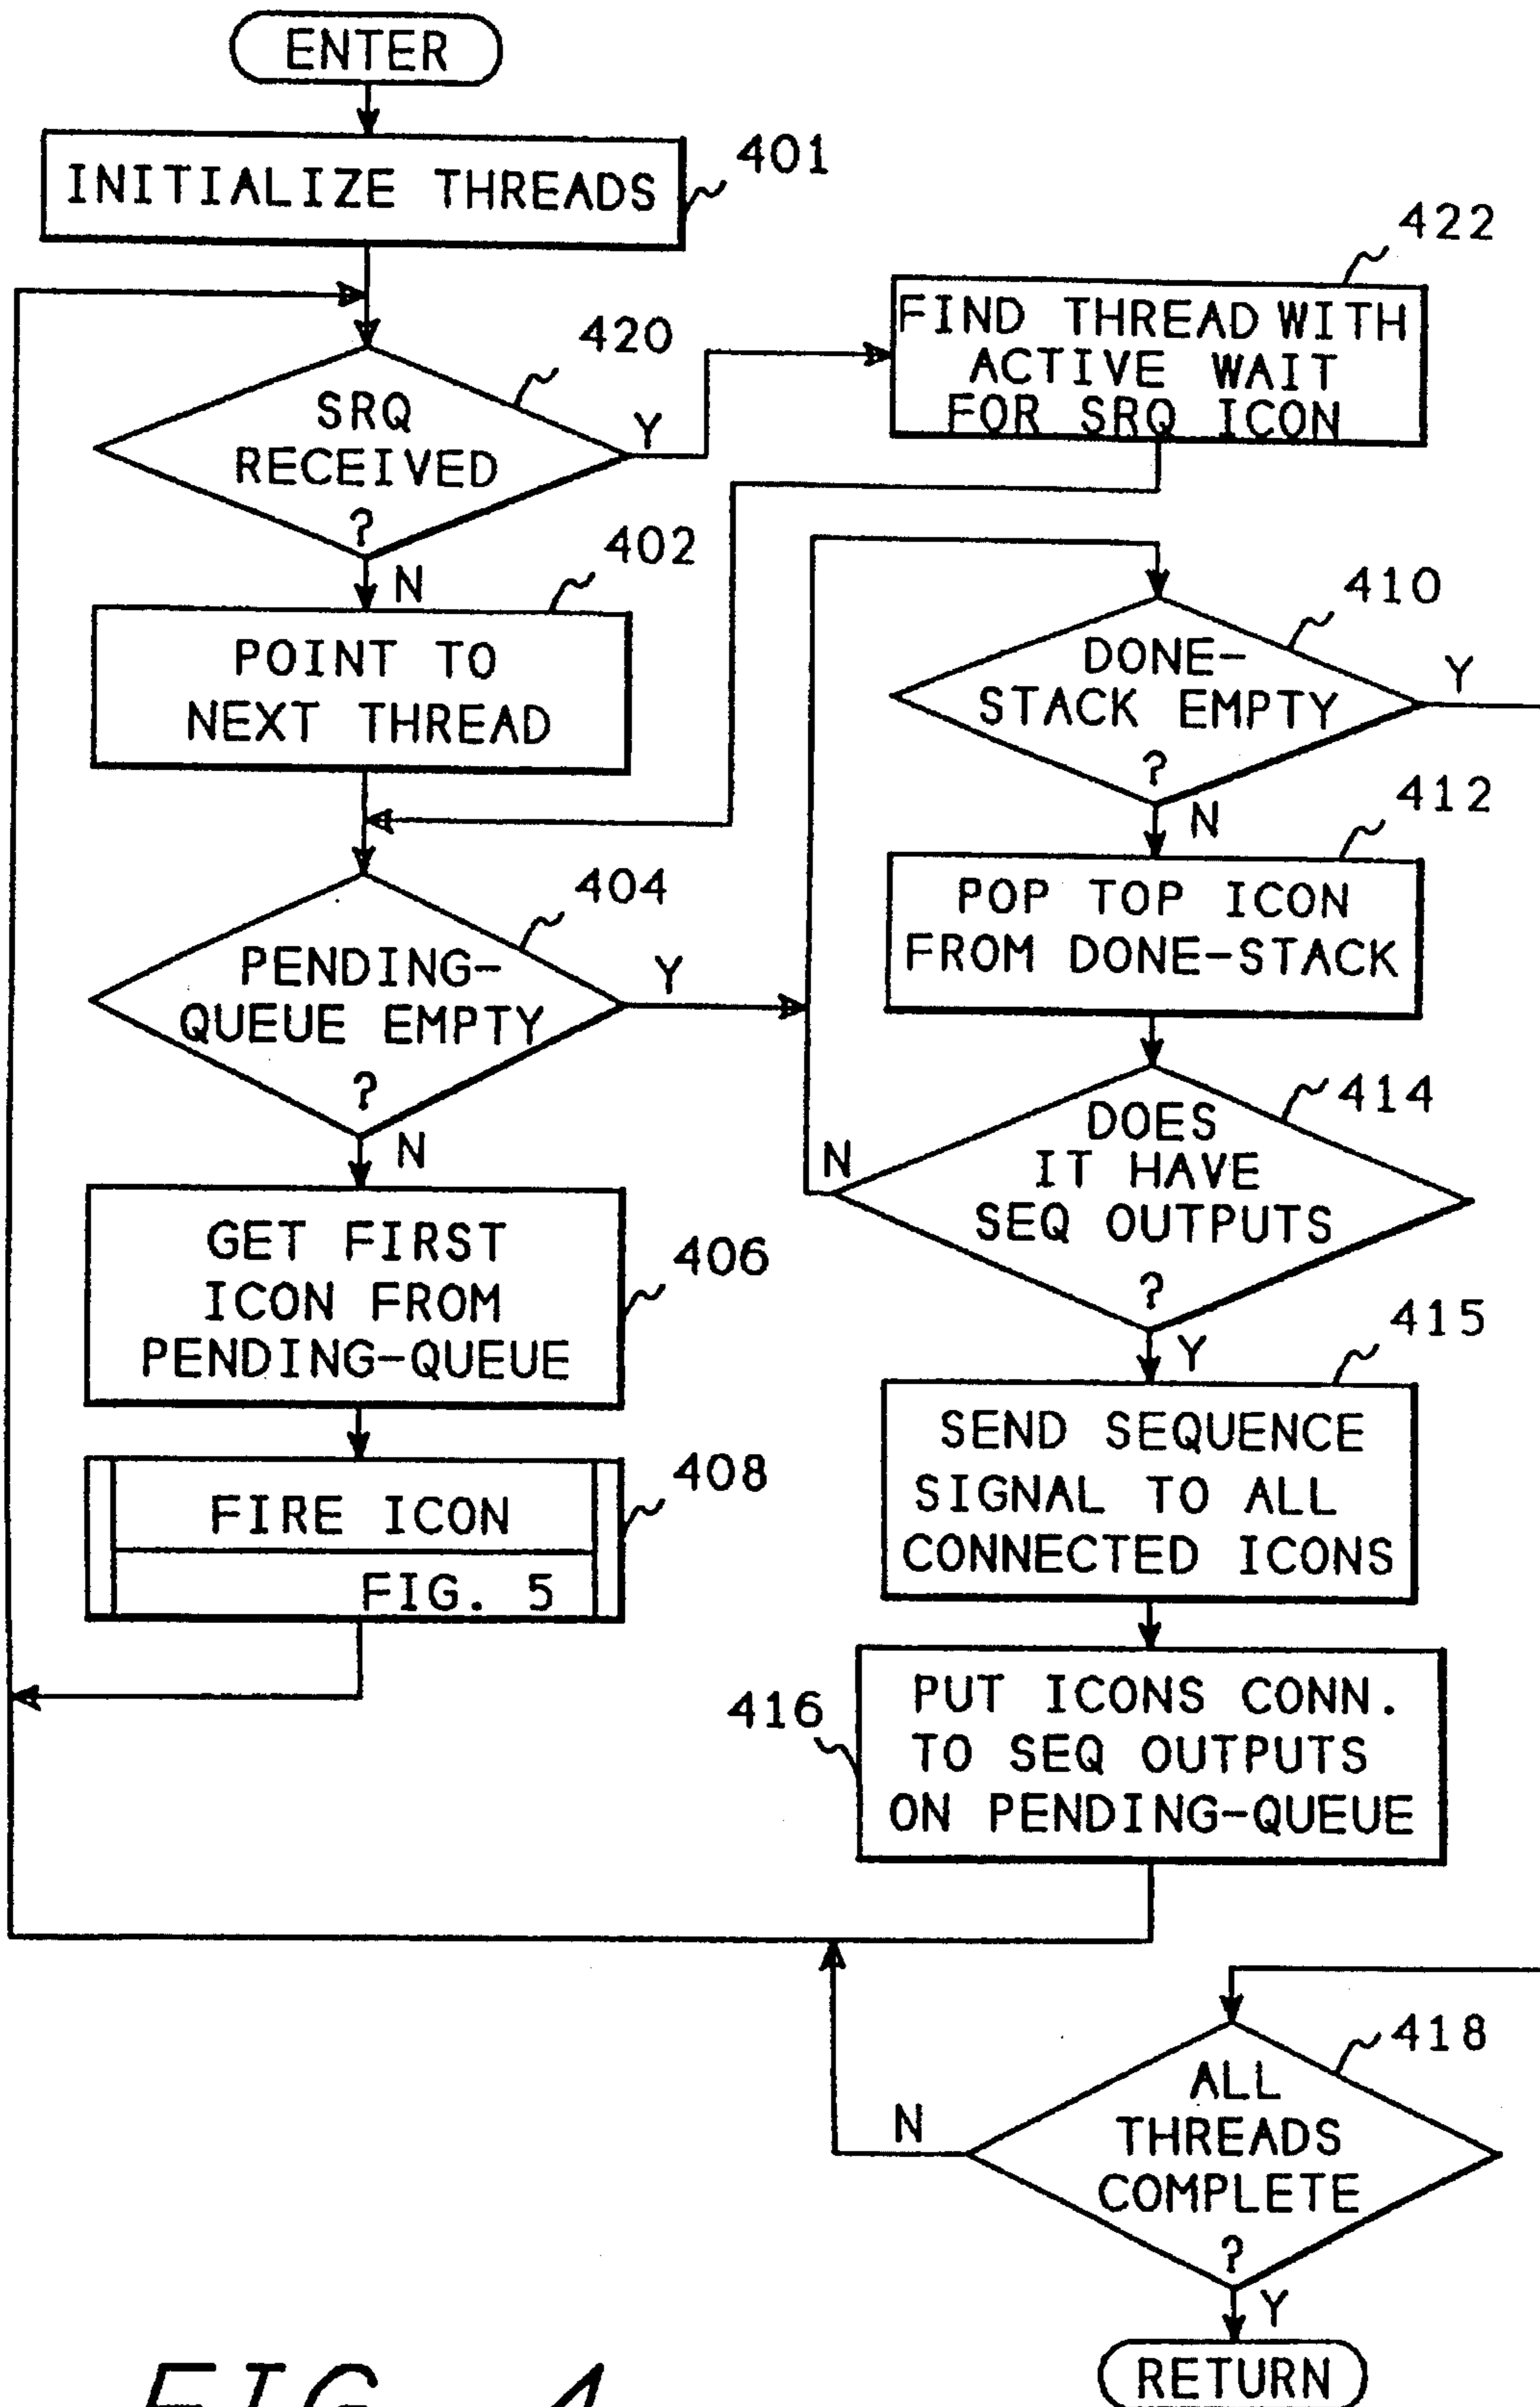 ENTER
INITIALIZE THREADS
401
SRQ
RECEIVED
?
420
Y
N
422
FIND THREAD WITH
ACTIVE WAIT
FOR SRQ ICON
402
POINT TO
NEXT THREAD
404
PENDING-
QUEUE EMPTY
?
Y
N
406
GET FIRST
ICON FROM
PENDING-QUEUE
408
FIRE ICON
FIG. 5
410
DONE-
STACK EMPTY
?
Y
N
412
POP TOP ICON
FROM DONE-STACK
414
DOES
IT HAVE
SEQ OUTPUTS
?
N
Y
415
SEND SEQUENCE
SIGNAL TO ALL
CONNECTED ICONS
416
PUT ICONS CONN.
TO SEQ OUTPUTS
ON PENDING-QUEUE
418
ALL
THREADS
COMPLETE
?
N
Y
RETURN
FIG. 4